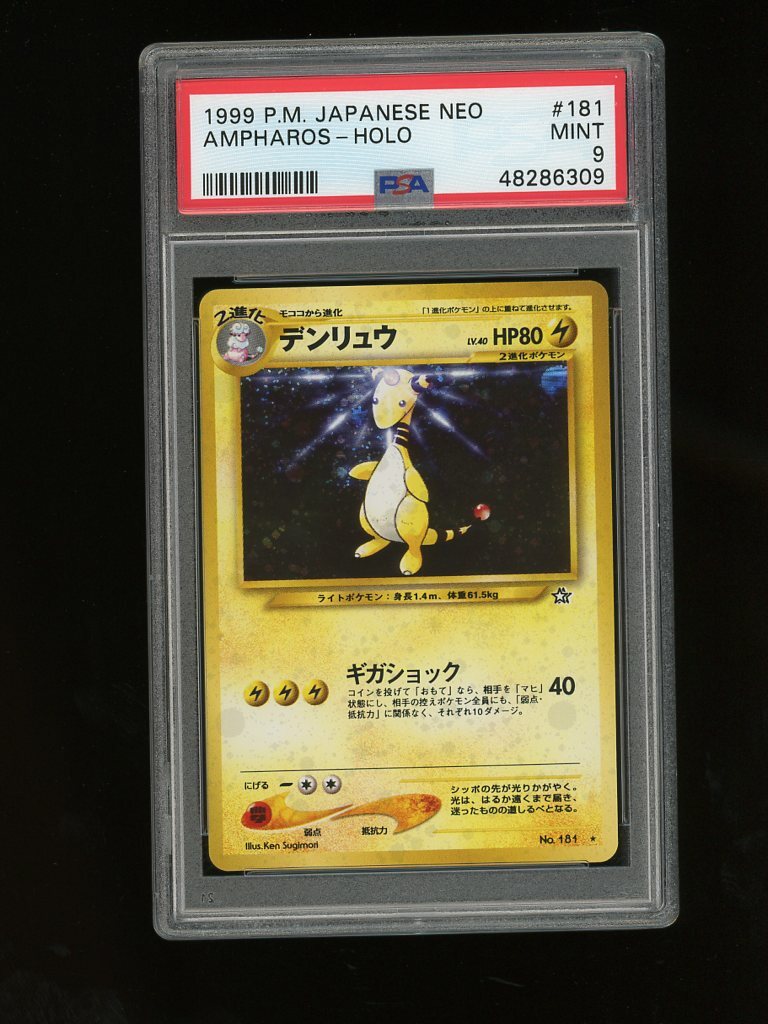 1999 P.M. JAPANESE NEO #181
AMPHAROS - HOLO MINT
9
PSA 48286309
2進化
モココから進化
「1進化ポケモン」の上に重ねて進化させます。
デンリュウ
LV.40 HP80
2進化ポケモン
ライトポケモン:身長1.4m、体重61.5kg
ギガショック
コインを投げて「おもて」なら、相手を「マヒ」
状態にし、相手の控えポケモン全員にも、「弱点・
抵抗力」に関係なく、それぞれ10ダメージ。
40
にげる
シッポの先が光りかがやく。
光は、はるか遠くまで届き、
迷ったものの道しるべとなる。
弱点
抵抗力
Illus. Ken Sugimori
No. 181 ★